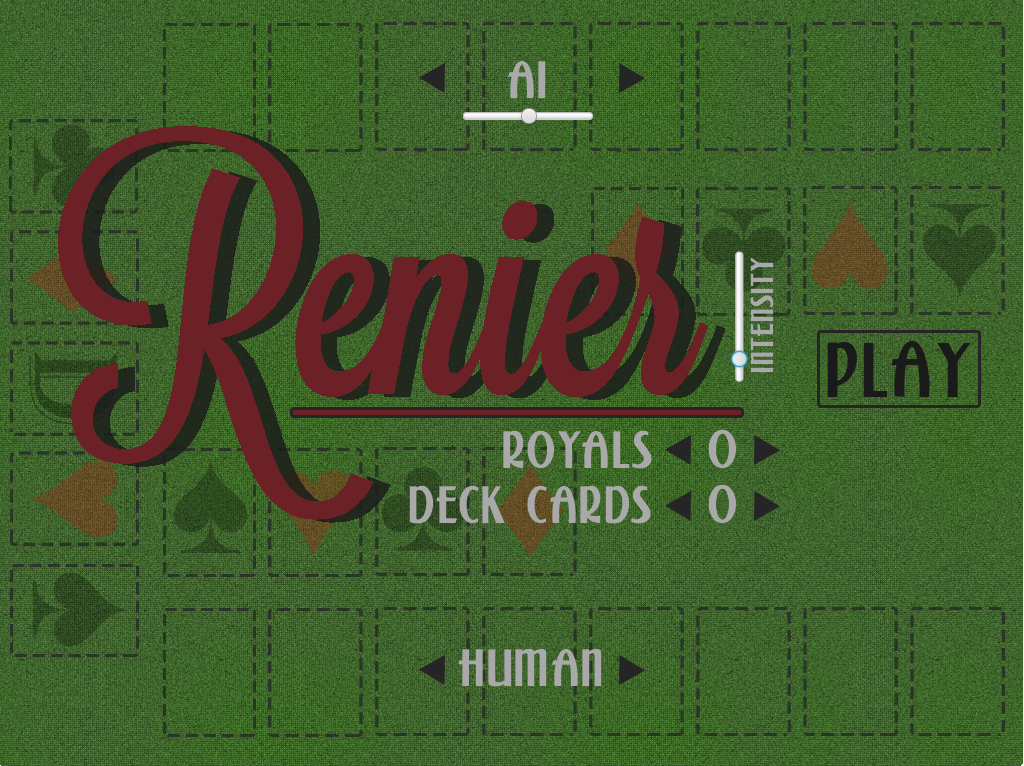 AI
Renier
INTENSITY
PLAY
ROYALS 0
DECK CARDS 0
HUMAN
D